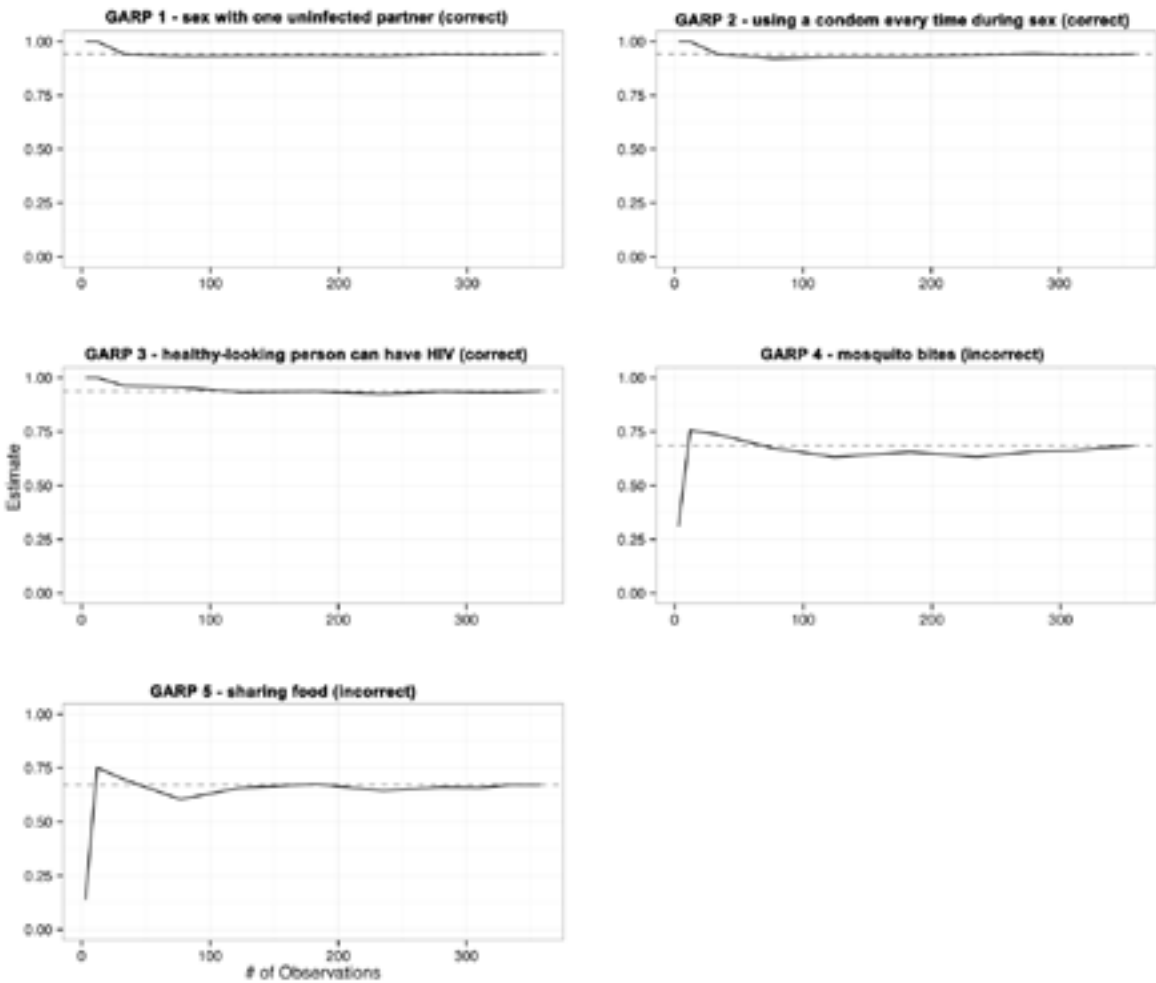 GARP 1 - sex with one uninfected partner (correct)
1.00
0.75
0.50
0.25
0.00
0 100 200 300
GARP 2 - using a condom every time during sex (correct)
1.00
0.75
0.50
0.25
0.00
0 100 200 300
GARP 3 - healthy-looking person can have HIV (correct)
1.00
0.75
0.50
0.25
0.00
0 100 200 300
Estimate
GARP 4 - mosquito bites (incorrect)
1.00
0.75
0.50
0.25
0.00
0 100 200 300
GARP 5 - sharing food (incorrect)
1.00
0.75
0.50
0.25
0.00
0 100 200 300
# of Observations